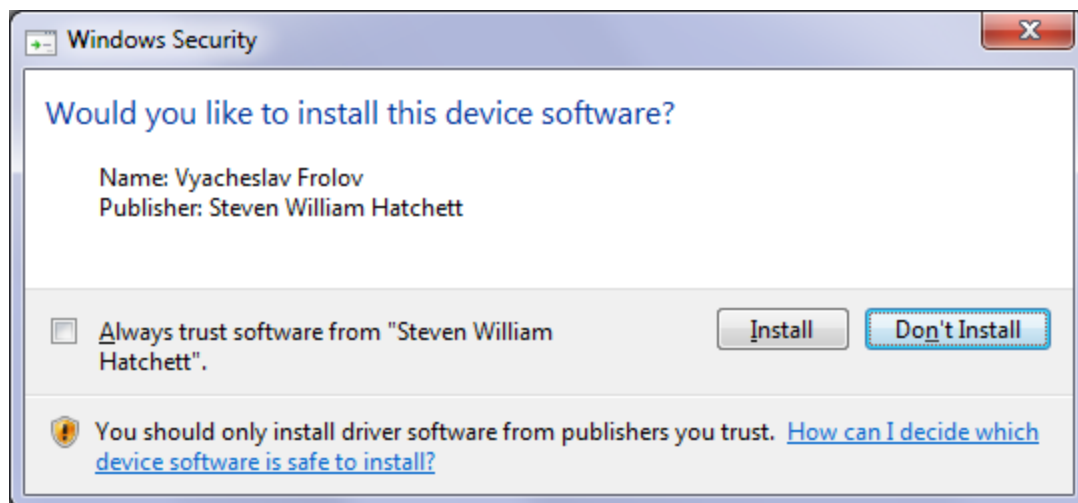 Windows Security
Would you like to install this device software?
Name: Vyacheslav Frolov
Publisher: Steven William Hatchett
Always trust software from "Steven William
Hatchett".
Install
Don't Install
You should only install driver software from publishers you trust. How can I decide which
device software is safe to install?